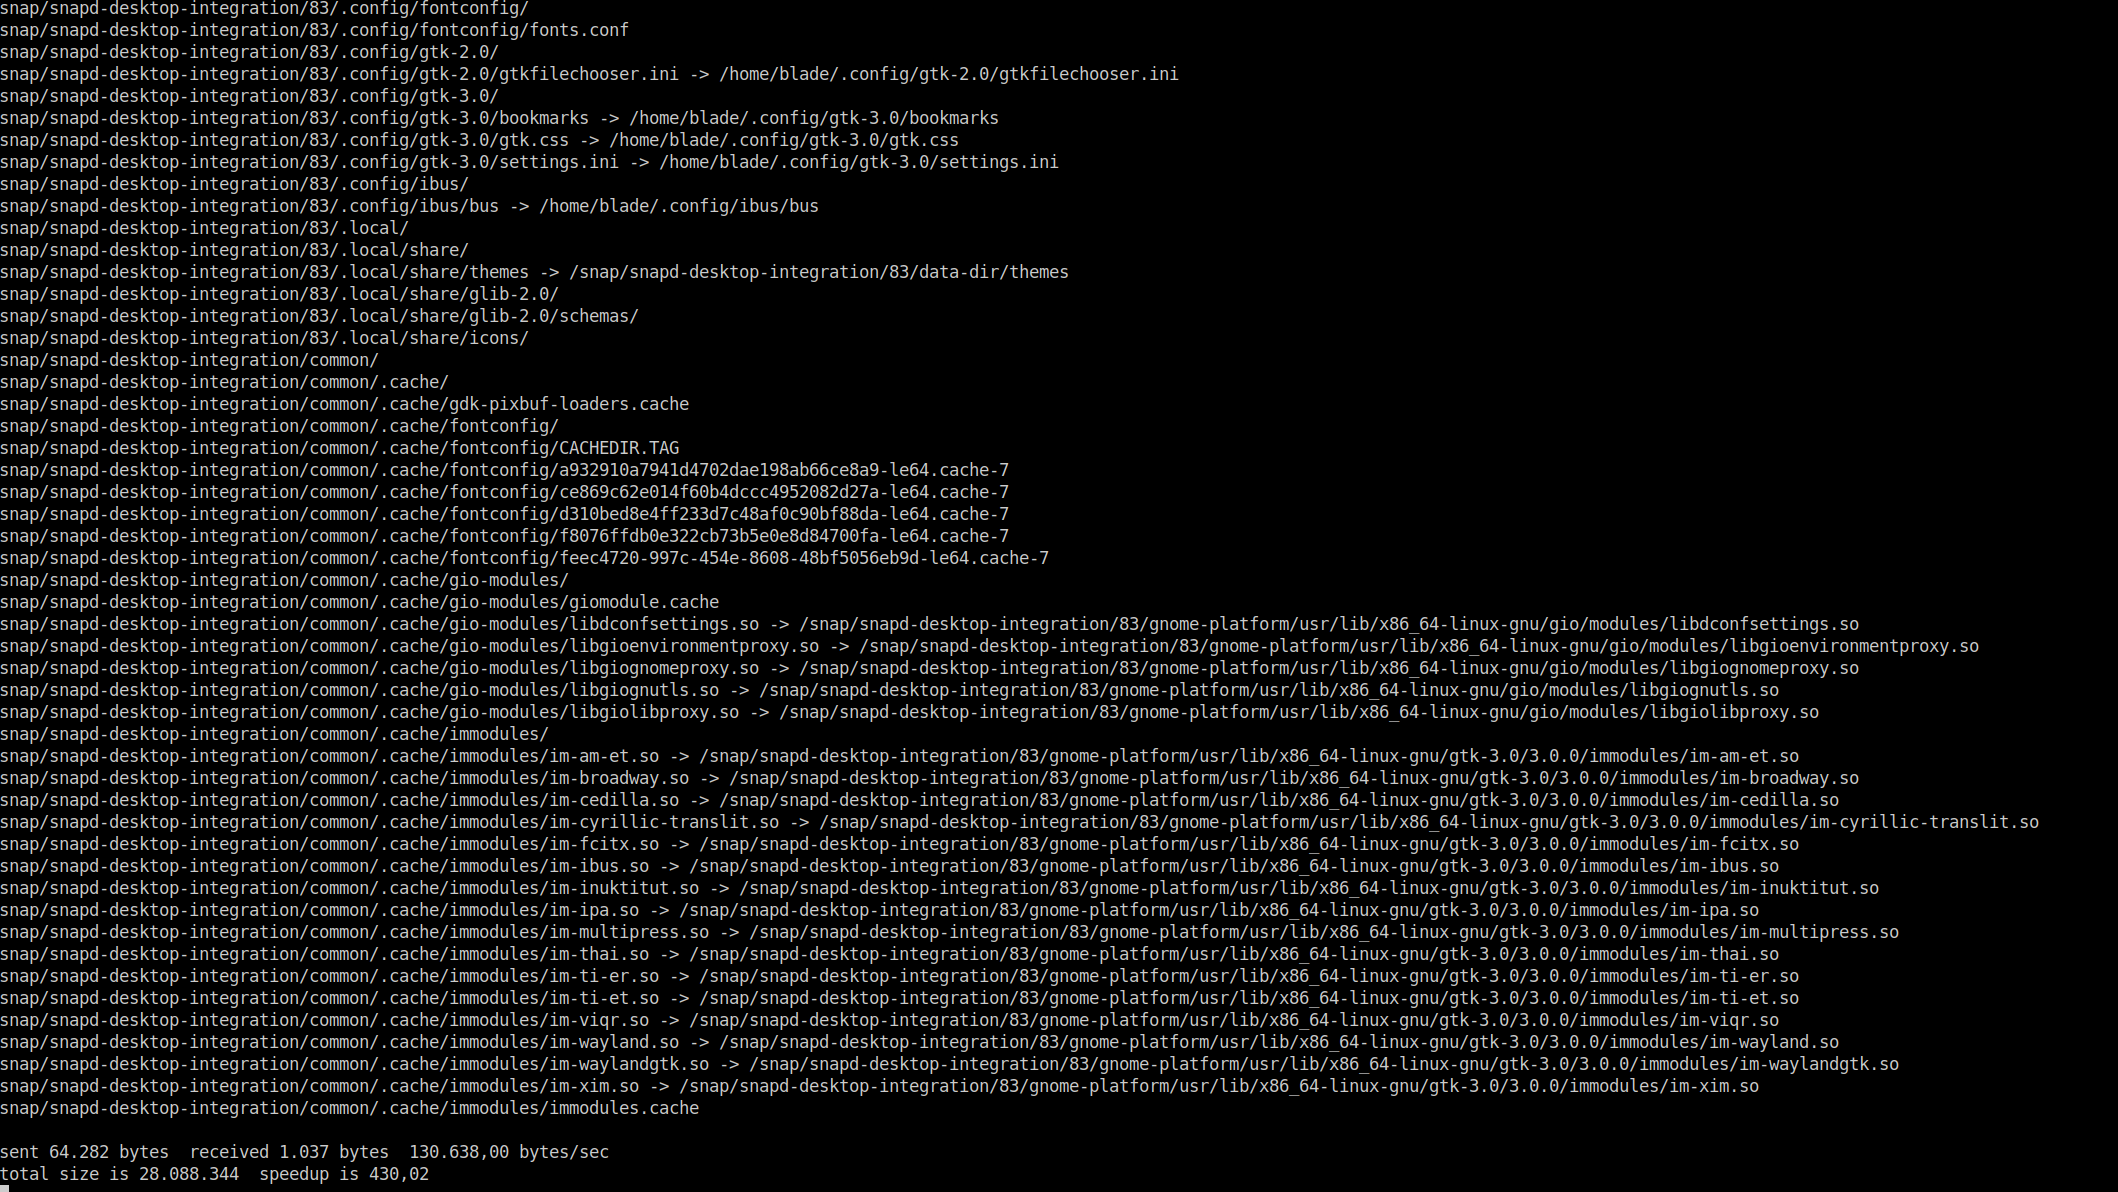 snap/snapd-desktop-integration/83/.config/fontconfig/
snap/snapd-desktop-integration/83/.config/fontconfig/fonts.conf
snap/snapd-desktop-integration/83/.config/gtk-2.0/
snap/snapd-desktop-integration/83/.config/gtk-2.0/gtkfilechooser.ini -> /home/blade/.config/gtk-2.0/gtkfilechooser.ini
snap/snapd-desktop-integration/83/.config/gtk-3.0/
snap/snapd-desktop-integration/83/.config/gtk-3.0/bookmarks -> /home/blade/.config/gtk-3.0/bookmarks
snap/snapd-desktop-integration/83/.config/gtk-3.0/gtk.css -> /home/blade/.config/gtk-3.0/gtk.css
snap/snapd-desktop-integration/83/.config/gtk-3.0/settings.ini -> /home/blade/.config/gtk-3.0/settings.ini
snap/snapd-desktop-integration/83/.config/ibus/
snap/snapd-desktop-integration/83/.config/ibus/bus -> /home/blade/.config/ibus/bus
snap/snapd-desktop-integration/83/.local/
snap/snapd-desktop-integration/83/.local/share/
snap/snapd-desktop-integration/83/.local/share/themes -> /snap/snapd-desktop-integration/83/data-dir/themes
snap/snapd-desktop-integration/83/.local/share/glib-2.0/
snap/snapd-desktop-integration/83/.local/share/glib-2.0/schemas/
snap/snapd-desktop-integration/83/.local/share/icons/
snap/snapd-desktop-integration/common/
snap/snapd-desktop-integration/common/.cache/
snap/snapd-desktop-integration/common/.cache/gdk-pixbuf-loaders.cache
snap/snapd-desktop-integration/common/.cache/fontconfig/
snap/snapd-desktop-integration/common/.cache/fontconfig/CACHEDIR.TAG
snap/snapd-desktop-integration/common/.cache/fontconfig/a932910a7941d4702dae198ab66ce8a9-le64.cache-7
snap/snapd-desktop-integration/common/.cache/fontconfig/ce869c62e014f60b4dccc4952082d27a-le64.cache-7
snap/snapd-desktop-integration/common/.cache/fontconfig/d310bed8e4ff233d7c48af0c90bf88da-le64.cache-7
snap/snapd-desktop-integration/common/.cache/fontconfig/f8076ffdb0e322cb73b5e0e8d84700fa-le64.cache-7
snap/snapd-desktop-integration/common/.cache/fontconfig/feec4720-997c-454e-8608-48bf5056eb9d-le64.cache-7
snap/snapd-desktop-integration/common/.cache/gio-modules/
snap/snapd-desktop-integration/common/.cache/gio-modules/giomodule.cache
snap/snapd-desktop-integration/common/.cache/gio-modules/libdconfsettings.so -> /snap/snapd-desktop-integration/83/gnome-platform/usr/lib/x86_64-linux-gnu/gio/modules/libdconfsettings.so
snap/snapd-desktop-integration/common/.cache/gio-modules/libgioenvironmentproxy.so -> /snap/snapd-desktop-integration/83/gnome-platform/usr/lib/x86_64-linux-gnu/gio/modules/libgioenvironmentproxy.so
snap/snapd-desktop-integration/common/.cache/gio-modules/libgiognomeproxy.so -> /snap/snapd-desktop-integration/83/gnome-platform/usr/lib/x86_64-linux-gnu/gio/modules/libgiognomeproxy.so
snap/snapd-desktop-integration/common/.cache/gio-modules/libgiognutls.so -> /snap/snapd-desktop-integration/83/gnome-platform/usr/lib/x86_64-linux-gnu/gio/modules/libgiognutls.so
snap/snapd-desktop-integration/common/.cache/gio-modules/libgiolibproxy.so -> /snap/snapd-desktop-integration/83/gnome-platform/usr/lib/x86_64-linux-gnu/gio/modules/libgiolibproxy.so
snap/snapd-desktop-integration/common/.cache/immodules/
snap/snapd-desktop-integration/common/.cache/immodules/im-am-et.so -> /snap/snapd-desktop-integration/83/gnome-platform/usr/lib/x86_64-linux-gnu/gtk-3.0/3.0.0/immodules/im-am-et.so
snap/snapd-desktop-integration/common/.cache/immodules/im-broadway.so -> /snap/snapd-desktop-integration/83/gnome-platform/usr/lib/x86_64-linux-gnu/gtk-3.0/3.0.0/immodules/im-broadway.so
snap/snapd-desktop-integration/common/.cache/immodules/im-cedilla.so -> /snap/snapd-desktop-integration/83/gnome-platform/usr/lib/x86_64-linux-gnu/gtk-3.0/3.0.0/immodules/im-cedilla.so
snap/snapd-desktop-integration/common/.cache/immodules/im-cyrillic-translit.so -> /snap/snapd-desktop-integration/83/gnome-platform/usr/lib/x86_64-linux-gnu/gtk-3.0/3.0.0/immodules/im-cyrillic-translit.so
snap/snapd-desktop-integration/common/.cache/immodules/im-fcitx.so -> /snap/snapd-desktop-integration/83/gnome-platform/usr/lib/x86_64-linux-gnu/gtk-3.0/3.0.0/immodules/im-fcitx.so
snap/snapd-desktop-integration/common/.cache/immodules/im-ibus.so -> /snap/snapd-desktop-integration/83/gnome-platform/usr/lib/x86_64-linux-gnu/gtk-3.0/3.0.0/immodules/im-ibus.so
snap/snapd-desktop-integration/common/.cache/immodules/im-inuktitut.so -> /snap/snapd-desktop-integration/83/gnome-platform/usr/lib/x86_64-linux-gnu/gtk-3.0/3.0.0/immodules/im-inuktitut.so
snap/snapd-desktop-integration/common/.cache/immodules/im-ipa.so -> /snap/snapd-desktop-integration/83/gnome-platform/usr/lib/x86_64-linux-gnu/gtk-3.0/3.0.0/immodules/im-ipa.so
snap/snapd-desktop-integration/common/.cache/immodules/im-multipress.so -> /snap/snapd-desktop-integration/83/gnome-platform/usr/lib/x86_64-linux-gnu/gtk-3.0/3.0.0/immodules/im-multipress.so
snap/snapd-desktop-integration/common/.cache/immodules/im-thai.so -> /snap/snapd-desktop-integration/83/gnome-platform/usr/lib/x86_64-linux-gnu/gtk-3.0/3.0.0/immodules/im-thai.so
snap/snapd-desktop-integration/common/.cache/immodules/im-ti-er.so -> /snap/snapd-desktop-integration/83/gnome-platform/usr/lib/x86_64-linux-gnu/gtk-3.0/3.0.0/immodules/im-ti-er.so
snap/snapd-desktop-integration/common/.cache/immodules/im-ti-et.so -> /snap/snapd-desktop-integration/83/gnome-platform/usr/lib/x86_64-linux-gnu/gtk-3.0/3.0.0/immodules/im-ti-et.so
snap/snapd-desktop-integration/common/.cache/immodules/im-viqr.so -> /snap/snapd-desktop-integration/83/gnome-platform/usr/lib/x86_64-linux-gnu/gtk-3.0/3.0.0/immodules/im-viqr.so
snap/snapd-desktop-integration/common/.cache/immodules/im-wayland.so -> /snap/snapd-desktop-integration/83/gnome-platform/usr/lib/x86_64-linux-gnu/gtk-3.0/3.0.0/immodules/im-wayland.so
snap/snapd-desktop-integration/common/.cache/immodules/im-waylandgtk.so -> /snap/snapd-desktop-integration/83/gnome-platform/usr/lib/x86_64-linux-gnu/gtk-3.0/3.0.0/immodules/im-waylandgtk.so
snap/snapd-desktop-integration/common/.cache/immodules/im-xim.so -> /snap/snapd-desktop-integration/83/gnome-platform/usr/lib/x86_64-linux-gnu/gtk-3.0/3.0.0/immodules/im-xim.so
snap/snapd-desktop-integration/common/.cache/immodules/immodules.cache

sent 64.282 bytes  received 1.037 bytes  130.638,00 bytes/sec
total size is 28.088.344  speedup is 430,02